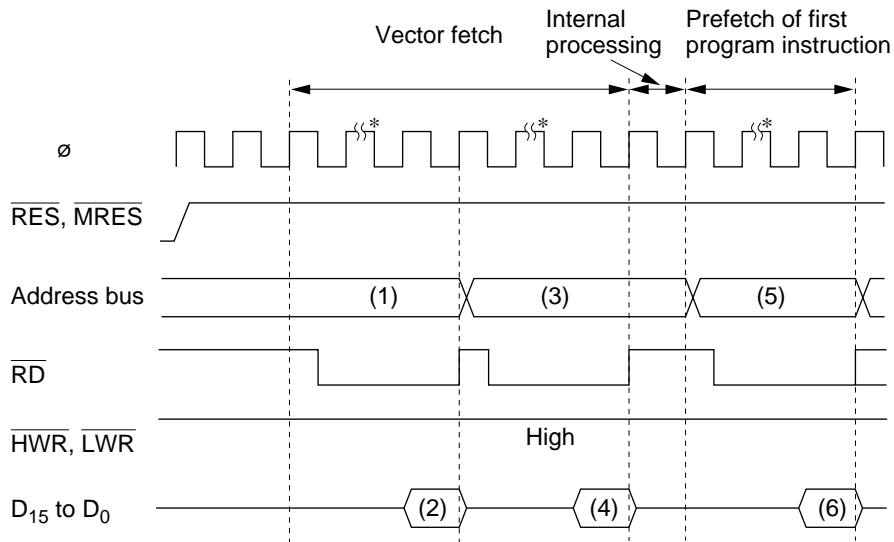 Vector fetch
Internal
processing
Prefetch of first
program instruction
* * *
ø
RES, MRES
Address bus (1) (3) (5)
RD
HWR, LWR High
D15 to D0 (2) (4) (6)